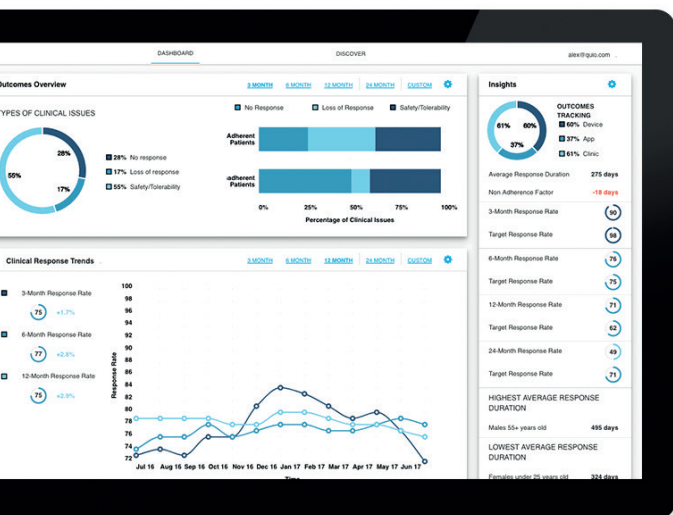 DASHBOARD
DISCOVER
alex@quio.com
Outcomes Overview
3 MONTH 6 MONTH 12 MONTH 24 MONTH CUSTOM
TYPES OF CLINICAL ISSUES
28%
17%
55%
28% No response
17% Loss of response
55% Safety/Tolerability
No Response Loss of Response Safety/Tolerability
Adherent
Patients
adherent
Patients
0% 25% 50% 75% 100%
Percentage of Clinical Issues
Clinical Response Trends
3 MONTH 6 MONTH 12 MONTH 24 MONTH CUSTOM
3-Month Response Rate
75 +1.7%
6-Month Response Rate
77 +2.8%
12-Month Response Rate
75 +2.9%
Response Rate
100
98
96
94
92
90
88
86
84
82
80
78
76
74
72
Jul 16 Aug 16 Sep 16 Oct 16 Nov 16 Dec 16 Jan 17 Feb 17 Mar 17 Apr 17 May 17 Jun 17
Time
Insights
61% 60%
37%
OUTCOMES
TRACKING
60% Device
37% App
61% Clinic
Average Response Duration 275 days
Non Adherence Factor -18 days
3-Month Response Rate 90
Target Response Rate 98
6-Month Response Rate 76
Target Response Rate 75
12-Month Response Rate 71
Target Response Rate 62
24-Month Response Rate 49
Target Response Rate 71
HIGHEST AVERAGE RESPONSE
DURATION
Males 55+ years old 495 days
LOWEST AVERAGE RESPONSE
DURATION
Females under 25 years old 324 days